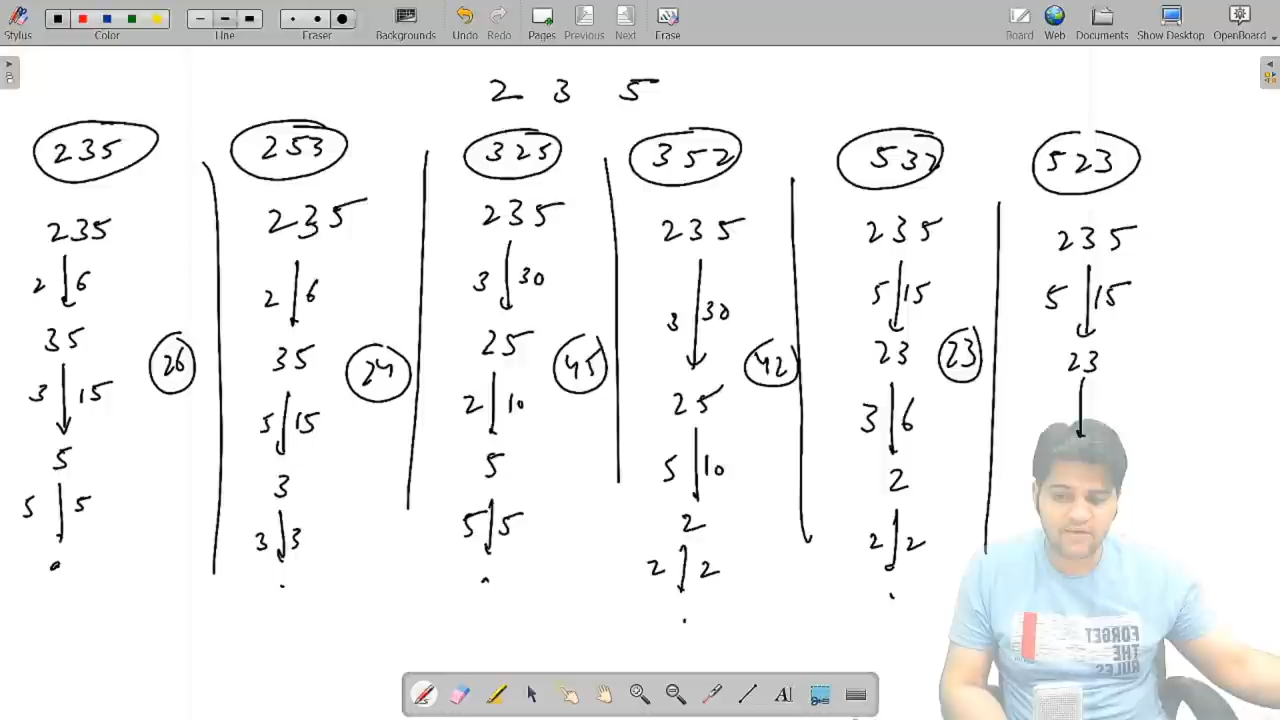 Stylus Color Line Eraser Backgrounds Undo Redo Pages Previous Next Erase Board Web Documents Show Desktop OpenBoard
2 3 5
235 253 325 352 532 523
235 235 235 235 235 235
2 6 2 6 3 30 3 30 5 15 5 15
35 35 25 25 23 23
26 24 45 42 23
3 15 5 15 2 10 5 10 3 6
5 3 5 2 2
5 5 3 3 5 5 2 2 2 2
FORGET
THE
RULES